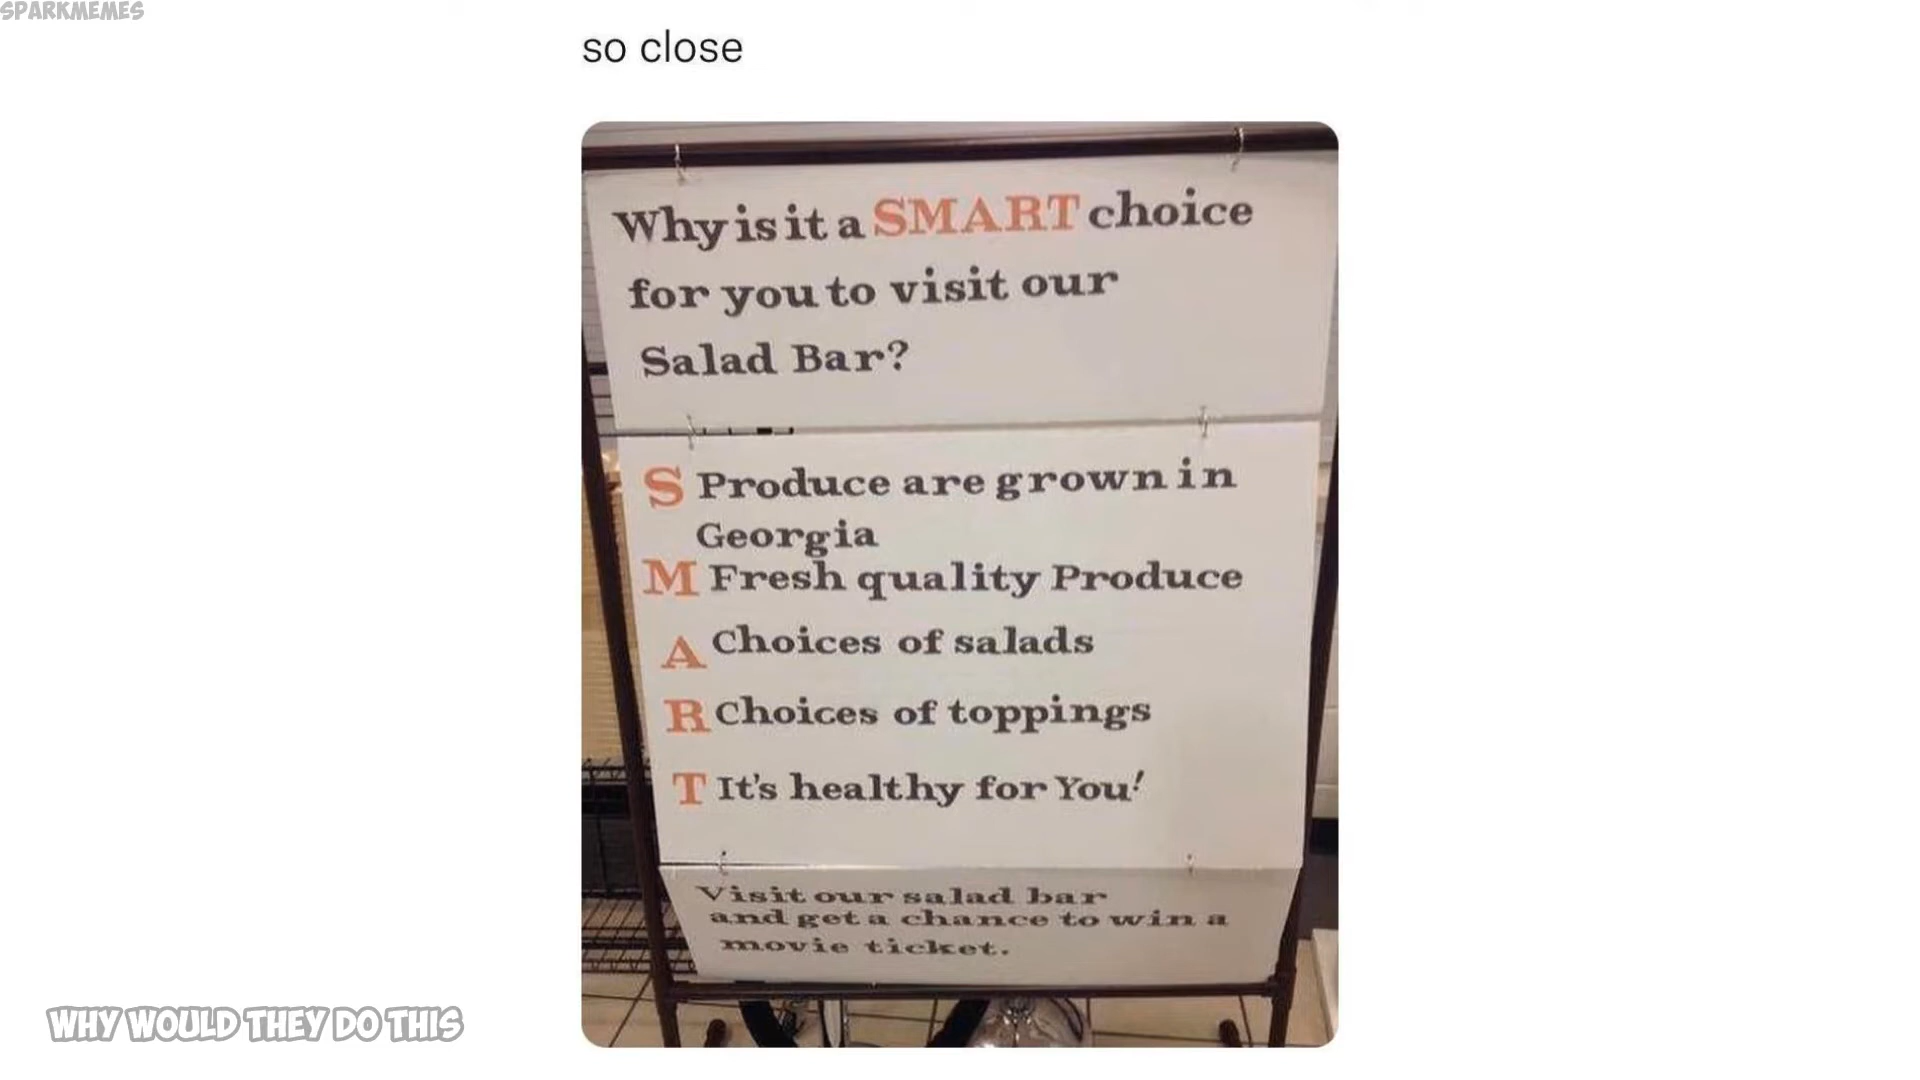 SPARKMEMES
so close
Why is it a SMART choice
for you to visit our
Salad Bar?
S Produce are grown in
Georgia
M Fresh quality Produce
A Choices of salads
R Choices of toppings
T It's healthy for You!
Visit our salad bar
and get a chance to win a
movie ticket.
WHY WOULD THEY DO THIS